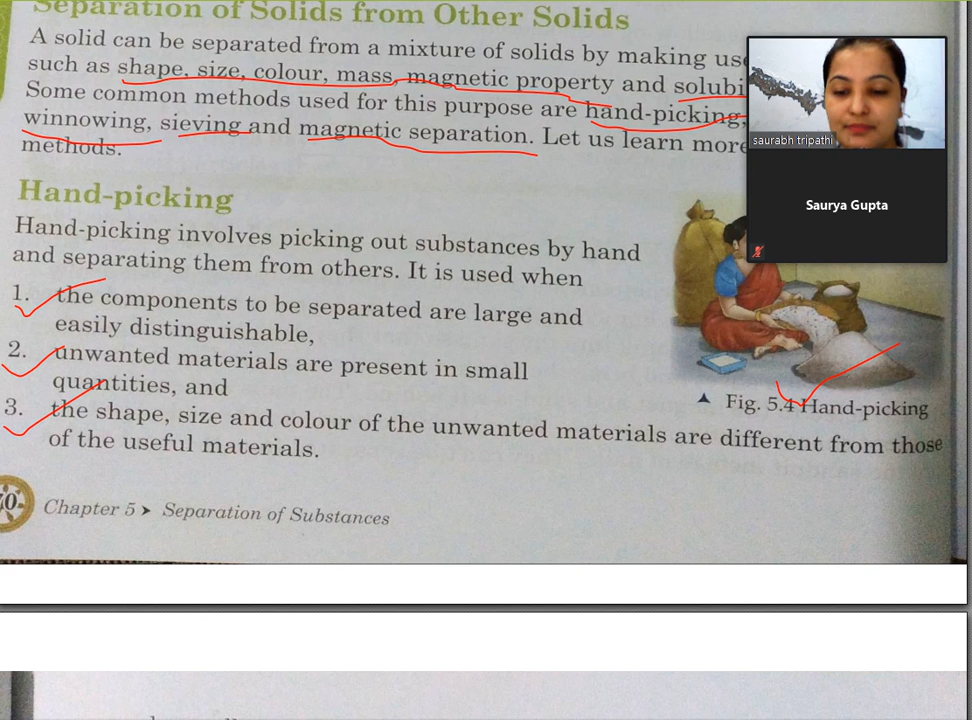 Separation of Solids from Other Solids
A solid can be separated from a mixture of solids by making use
such as shape, size, colour, mass, magnetic property and solubi
Some common methods used for this purpose are hand-picking,
winnowing, sieving and magnetic separation. Let us learn more
methods.
saurabh tripathi
Saurya Gupta
Hand-picking
Hand-picking involves picking out substances by hand
and separating them from others. It is used when
1. the components to be separated are large and
easily distinguishable,
2. unwanted materials are present in small
quantities, and
3. the shape, size and colour of the unwanted materials are different from those
of the useful materials.
Fig. 5.4 Hand-picking
70
Chapter 5 ➤ Separation of Substances